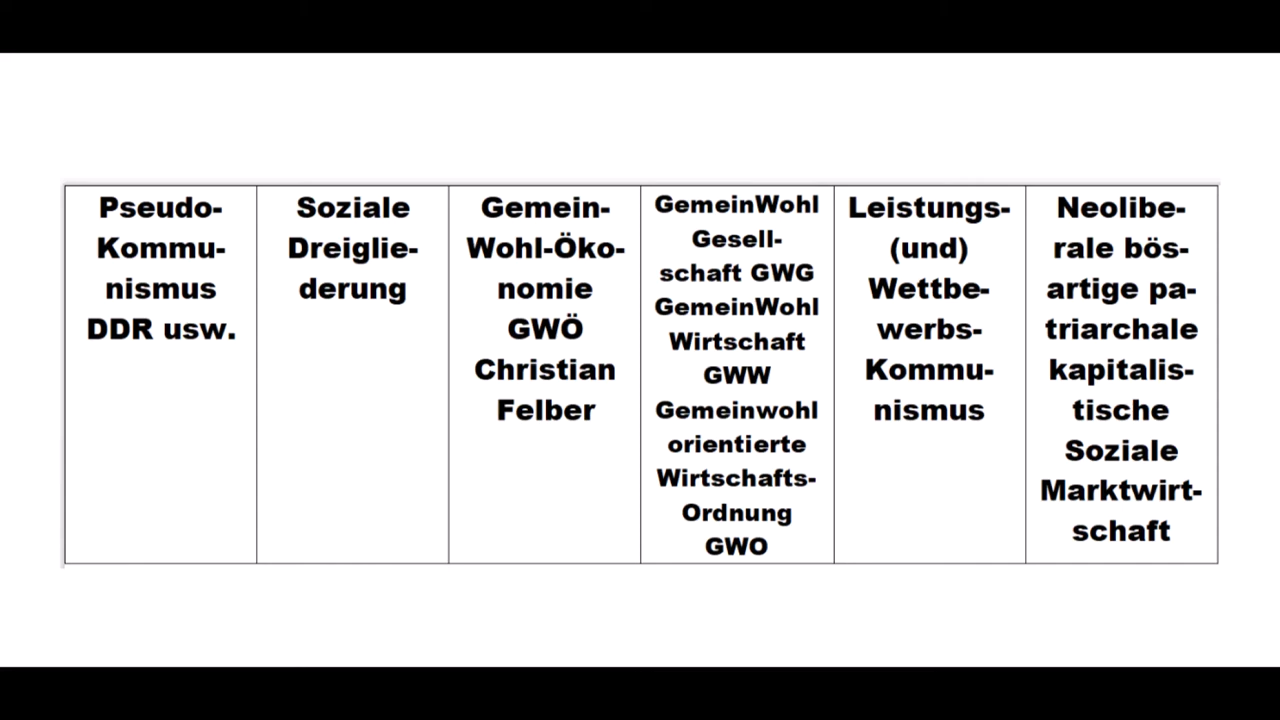 Pseudo-
Kommu-
nismus
DDR usw.
Soziale
Dreiglie-
derung
Gemein-
Wohl-Öko-
nomie
GWÖ
Christian
Felber
GemeinWohl
Gesell-
schaft GWG
GemeinWohl
Wirtschaft
GWW
Gemeinwohl
orientierte
Wirtschafts-
Ordnung
GWO
Leistungs-
(und)
Wettbe-
werbs-
Kommu-
nismus
Neolibe-
rale bös-
artige pa-
triarchale
kapitalis-
tische
Soziale
Marktwirt-
schaft